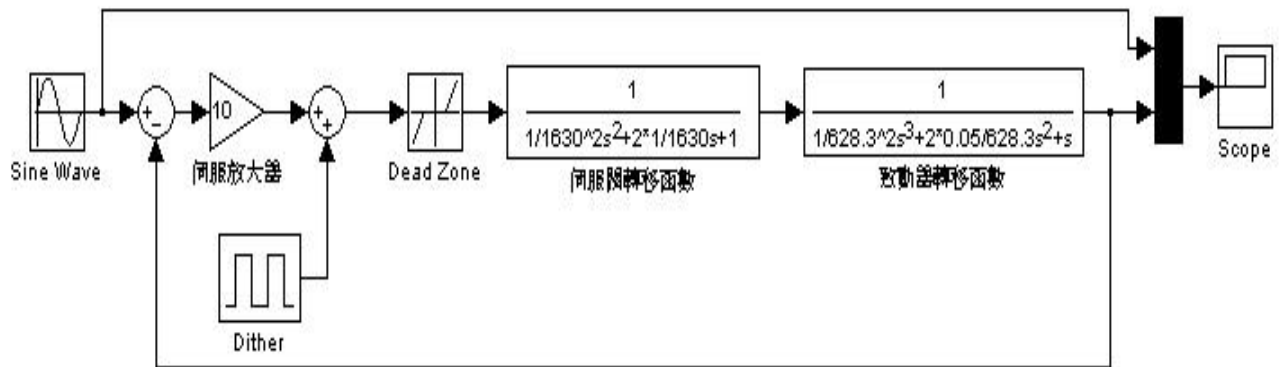 1
1
10
1/1630^2s2+2*1/1630s+1
1/628.3^2s3+2*0.05/628.3s2+s
Sine Wave
伺服放大器
Dead Zone
伺服閥轉移函數
致動器轉移函數
Scope
Dither